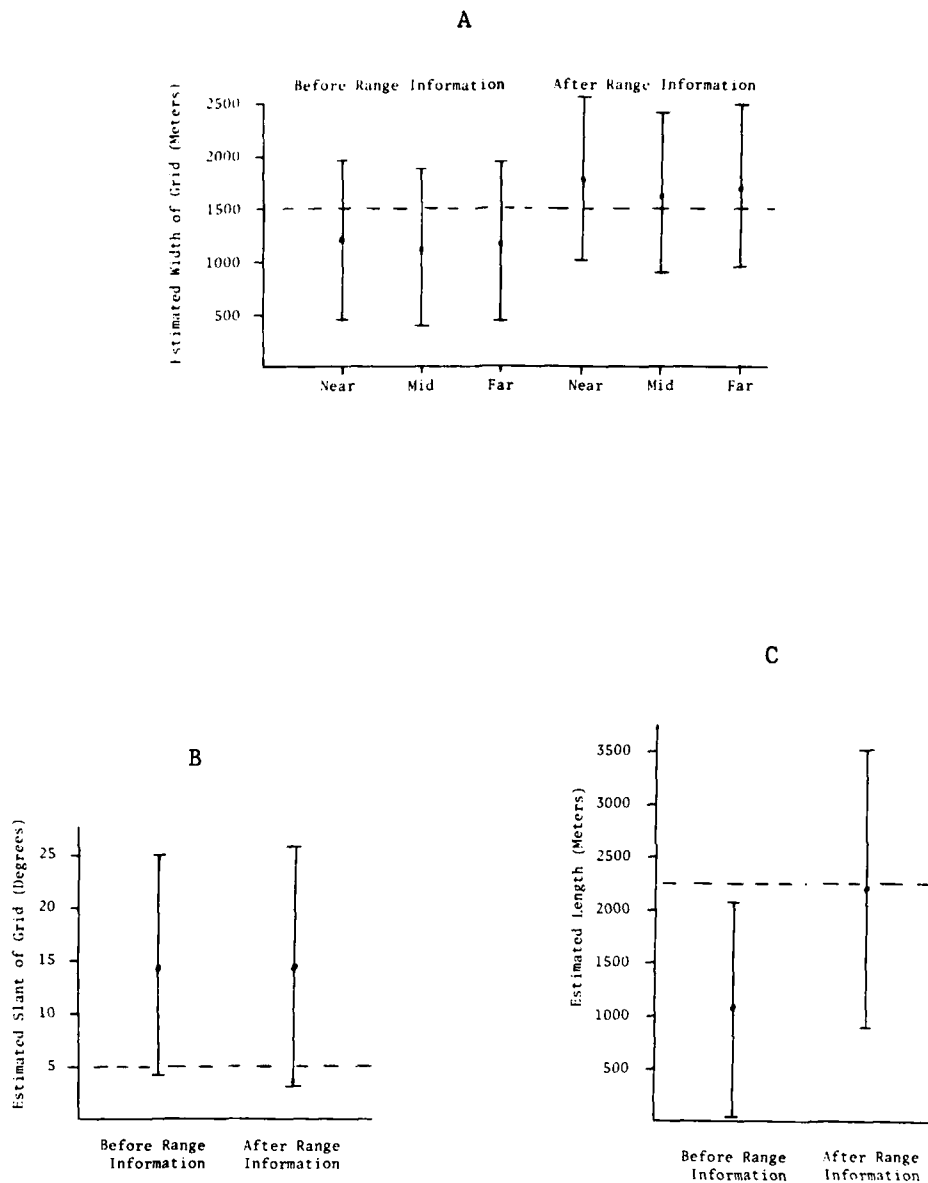 A
Before Range Information
After Range Information
Estimated Width of Grid (Meters)
2500
2000
1500
1000
500
Near
Mid
Far
Near
Mid
Far
B
Estimated Slant of Grid (Degrees)
25
20
15
10
5
Before Range
Information
After Range
Information
C
Estimated Length (Meters)
3500
3000
2500
2000
1500
1000
500
Before Range
Information
After Range
Information